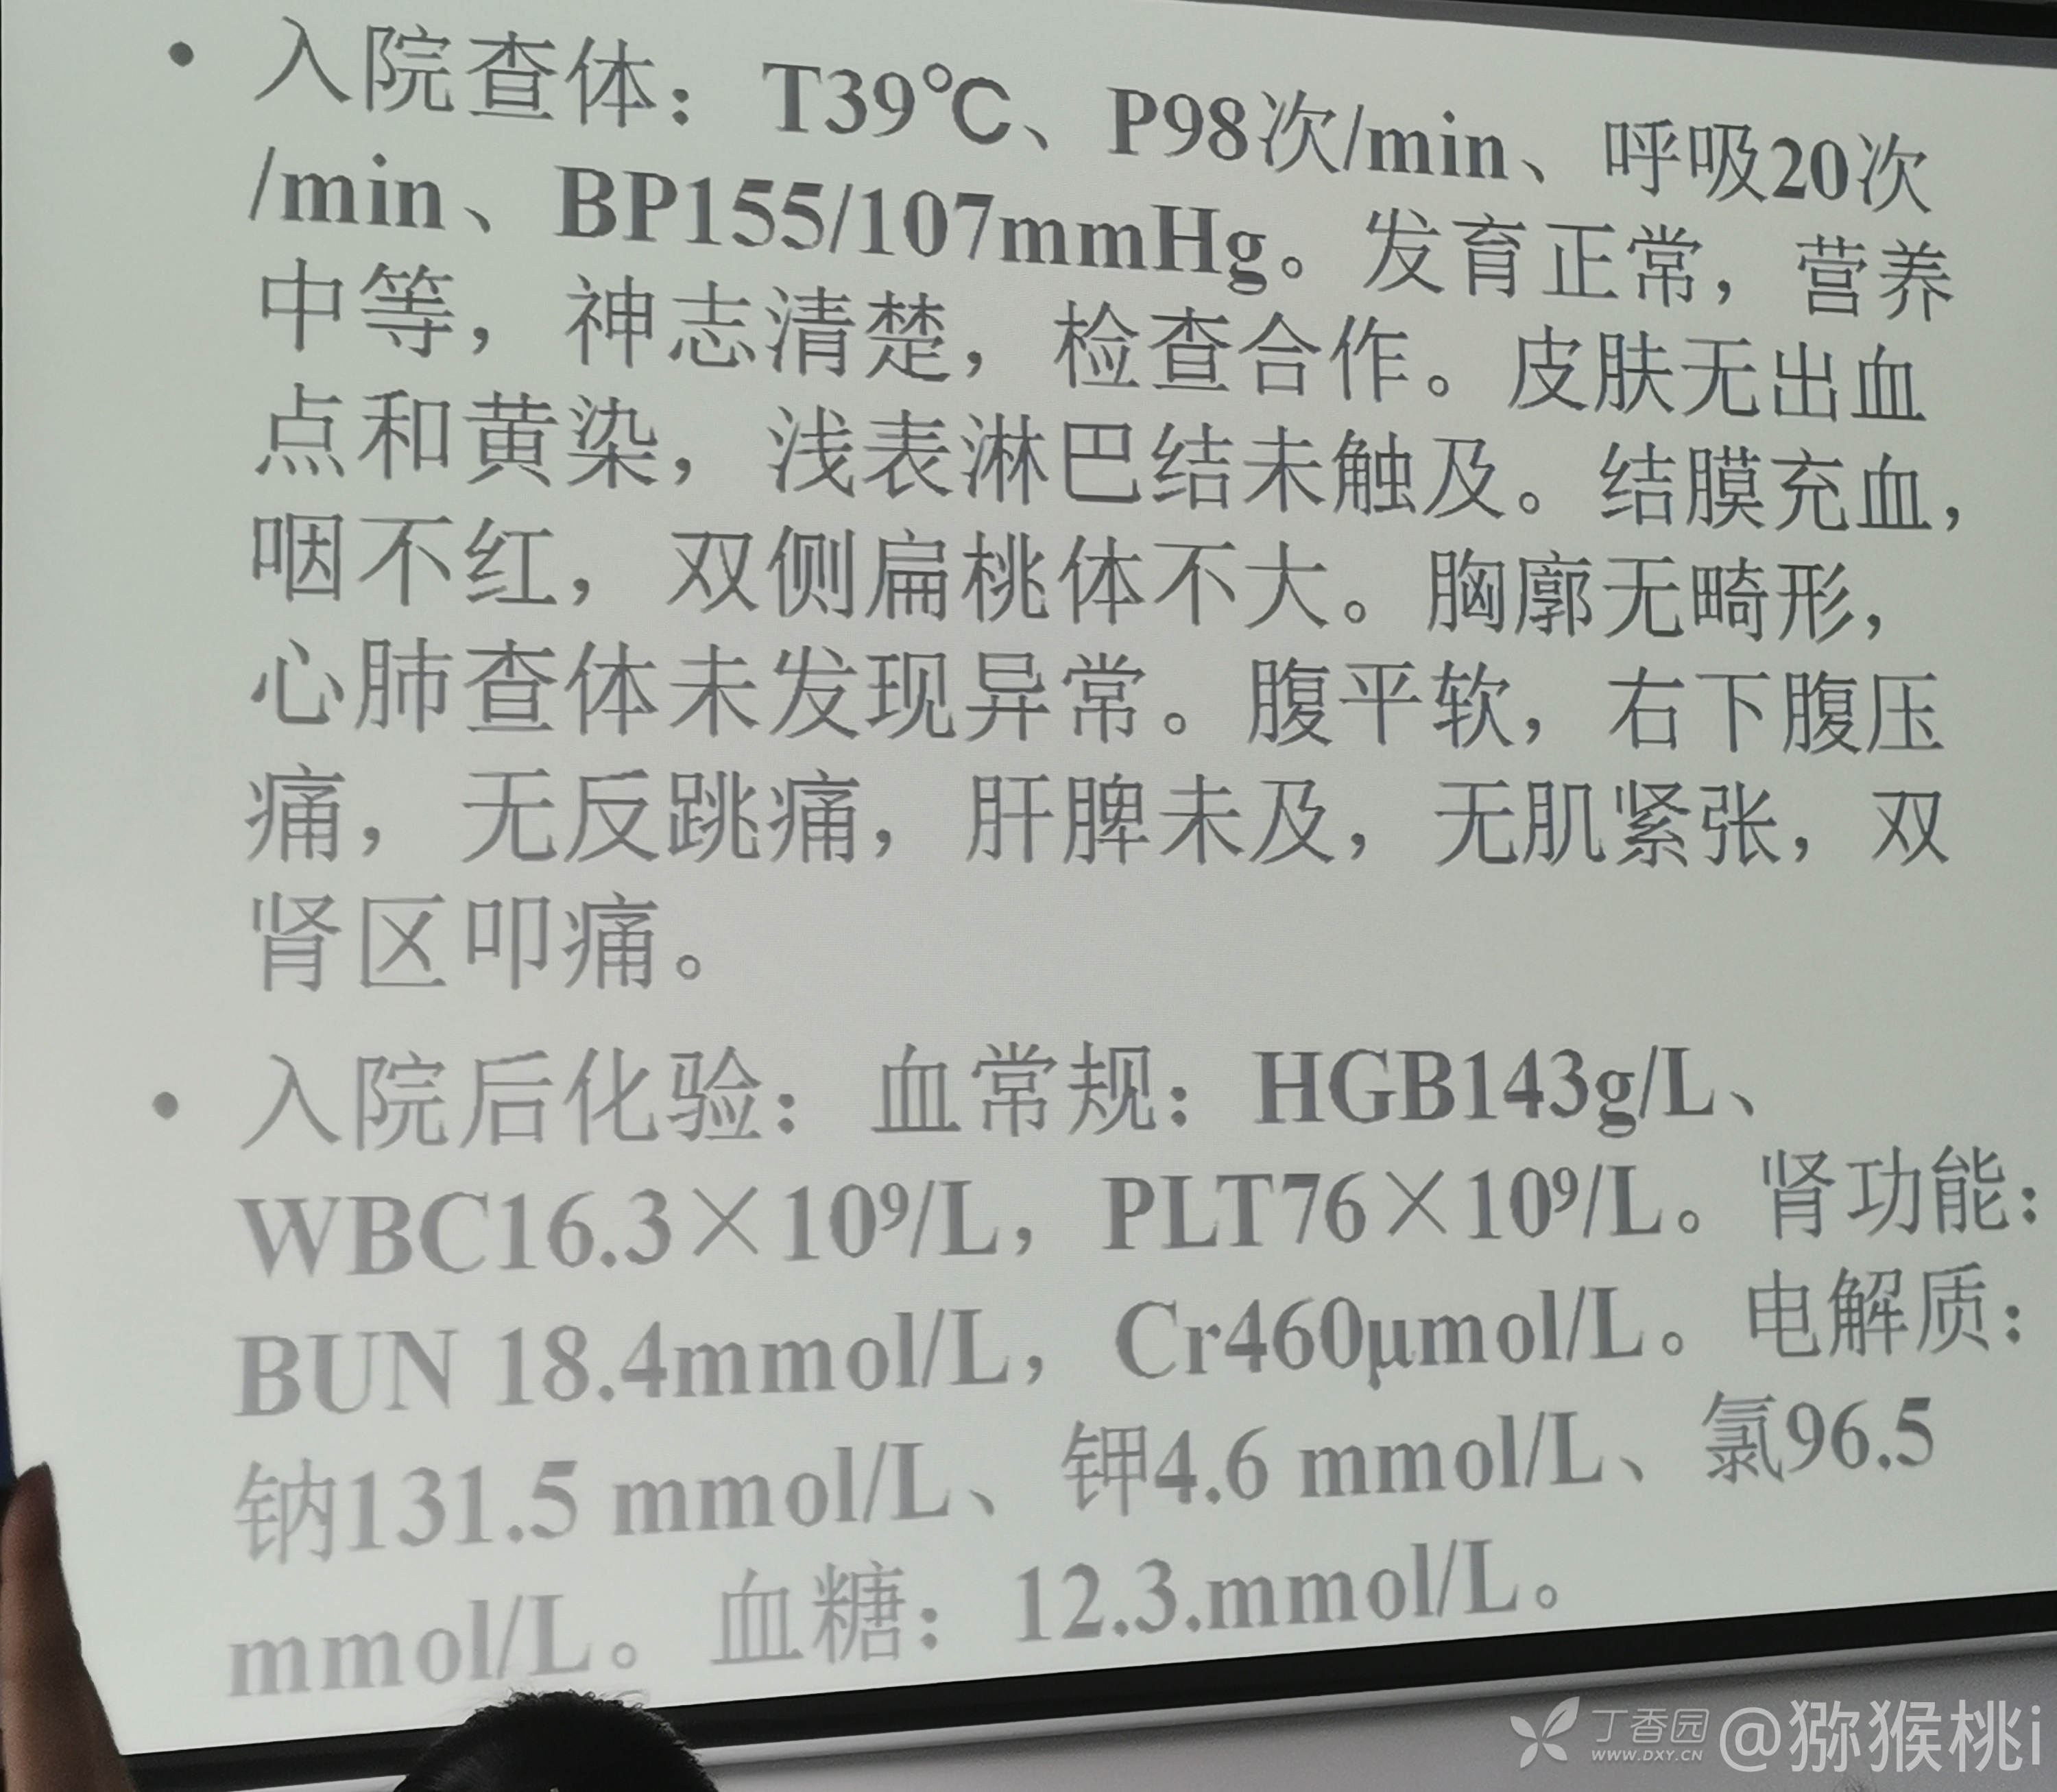 • 入院查体：T39℃、P98次/min、呼吸20次
/min、BP155/107mmHg。发育正常，营养
中等，神志清楚，检查合作。皮肤无出血
点和黄染，浅表淋巴结未触及。结膜充血，
咽不红，双侧扁桃体不大。胸廓无畸形，
心肺查体未发现异常。腹平软，右下腹压
痛，无反跳痛，肝脾未及，无肌紧张，双
肾区叩痛。
• 入院后化验：血常规：HGB143g/L、
WBC16.3×10⁹/L，PLT76×10⁹/L。肾功能：
BUN 18.4mmol/L，Cr460μmol/L。电解质：
钠131.5 mmol/L、钾4.6 mmol/L、氯96.5
mmol/L。血糖：12.3.mmol/L。
丁香园
WWW.DXY.CN
@猕猴桃i